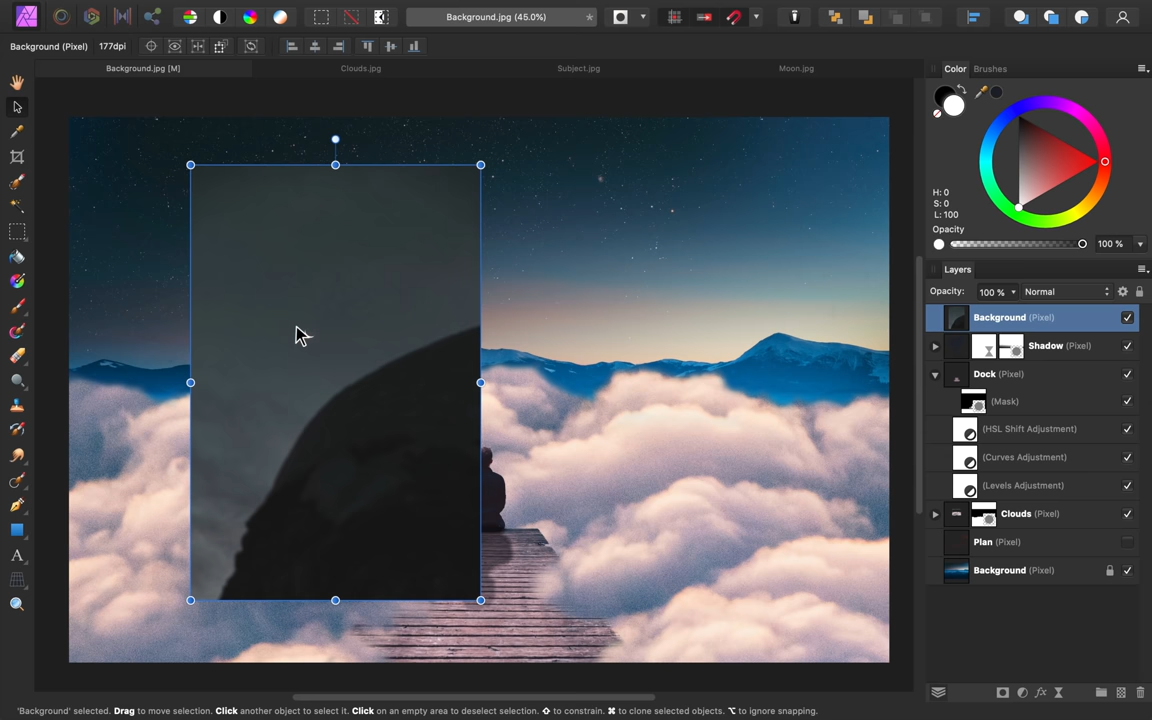 Background.jpg (45.0%)
Background (Pixel) 177dpi
Background.jpg [M] Clouds.jpg Subject.jpg Moon.jpg
Color Brushes
H: 0
S: 0
L: 100
Opacity
100 %
Layers
Opacity: 100 % Normal
Background (Pixel)
Shadow (Pixel)
Dock (Pixel)
(Mask)
(HSL Shift Adjustment)
(Curves Adjustment)
(Levels Adjustment)
Clouds (Pixel)
Plan (Pixel)
Background (Pixel)
'Background' selected. Drag to move selection. Click another object to select it. Click on an empty area to deselect selection. ⇧ to constrain. ⌘ to clone selected objects. ⌥ to ignore snapping.